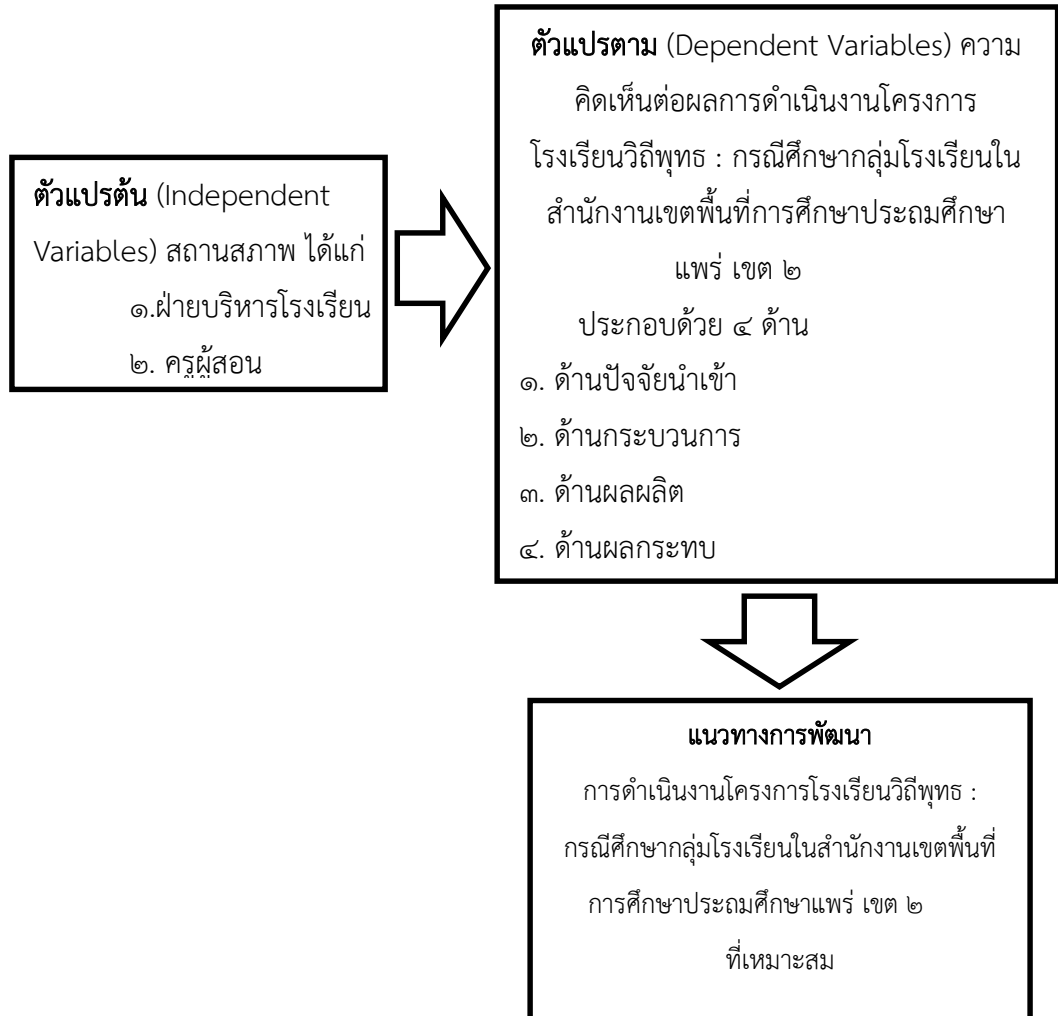 ตัวแปรต้น (Independent
Variables) สถานสภาพ ได้แก่
๑.ฝ่ายบริหารโรงเรียน
๒. ครูผู้สอน
ตัวแปรตาม (Dependent Variables) ความ
คิดเห็นต่อผลการดำเนินงานโครงการ
โรงเรียนวิถีพุทธ : กรณีศึกษากลุ่มโรงเรียนใน
สำนักงานเขตพื้นที่การศึกษาประถมศึกษา
แพร่ เขต ๒
ประกอบด้วย ๔ ด้าน
๑. ด้านปัจจัยนำเข้า
๒. ด้านกระบวนการ
๓. ด้านผลผลิต
๔. ด้านผลกระทบ
แนวทางการพัฒนา
การดำเนินงานโครงการโรงเรียนวิถีพุทธ :
กรณีศึกษากลุ่มโรงเรียนในสำนักงานเขตพื้นที่
การศึกษาประถมศึกษาแพร่ เขต ๒
ที่เหมาะสม